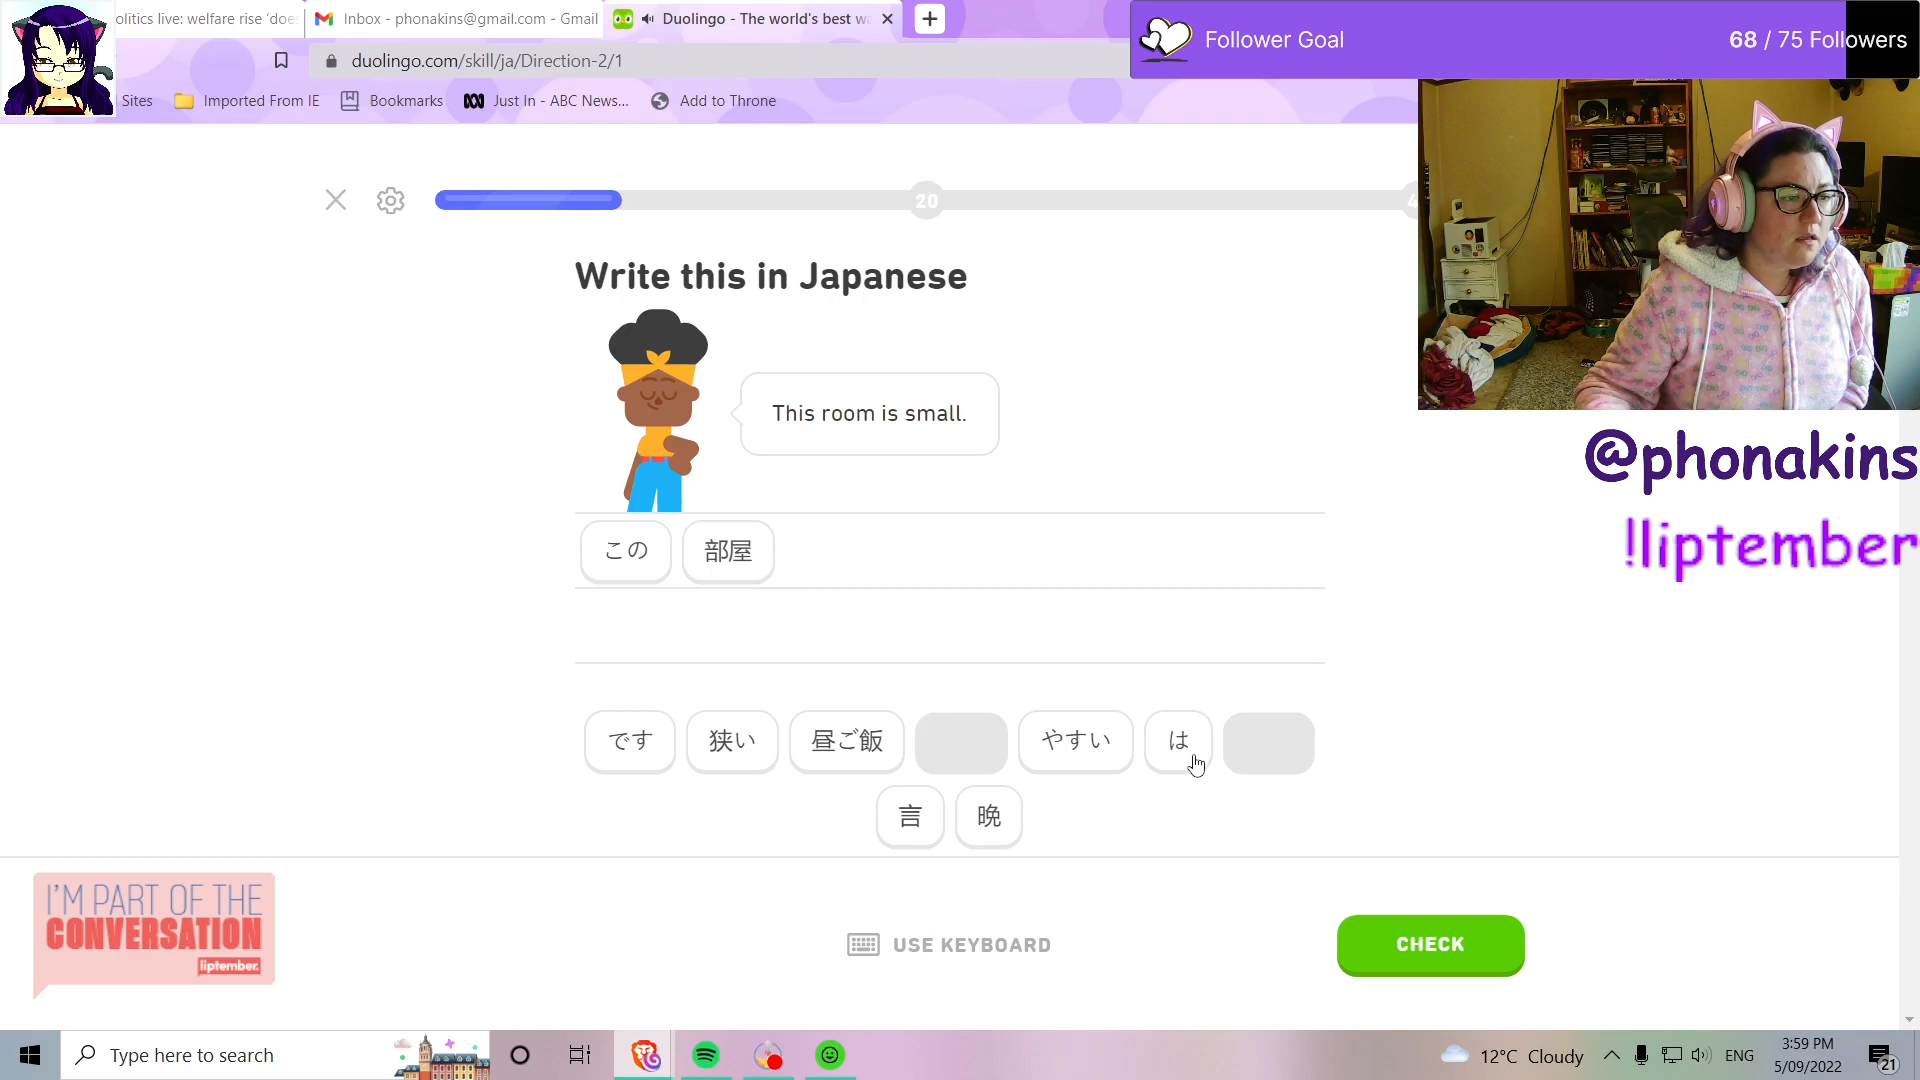 olitics live: welfare rise 'doe
Inbox - phonakins@gmail.com - Gmail
Duolingo - The world's best w
Follower Goal
68 / 75 Followers
duolingo.com/skill/ja/Direction-2/1
Sites
Imported From IE
Bookmarks
Just In - ABC News...
Add to Throne
20
Write this in Japanese
This room is small.
@phonakins
!liptember
この 部屋
です 狭い 昼ご飯 やすい は
言 晩
I'M PART OF THE
CONVERSATION
liptember.
USE KEYBOARD
CHECK
Type here to search
12°C Cloudy
ENG
3:59 PM
5/09/2022
21